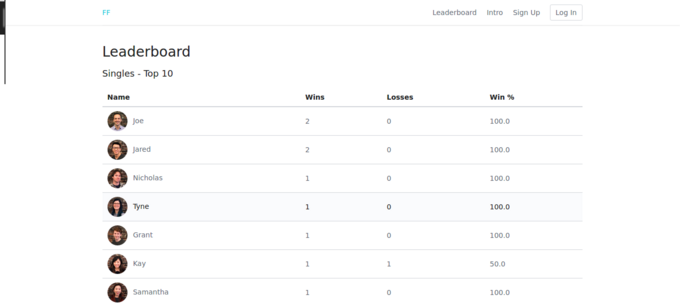 FF Leaderboard Intro Sign Up Log In
Leaderboard
Singles - Top 10
Name Wins Losses Win %
Joe 2 0 100.0
Jared 2 0 100.0
Nicholas 1 0 100.0
Tyne 1 0 100.0
Grant 1 0 100.0
Kay 1 1 50.0
Samantha 1 0 100.0